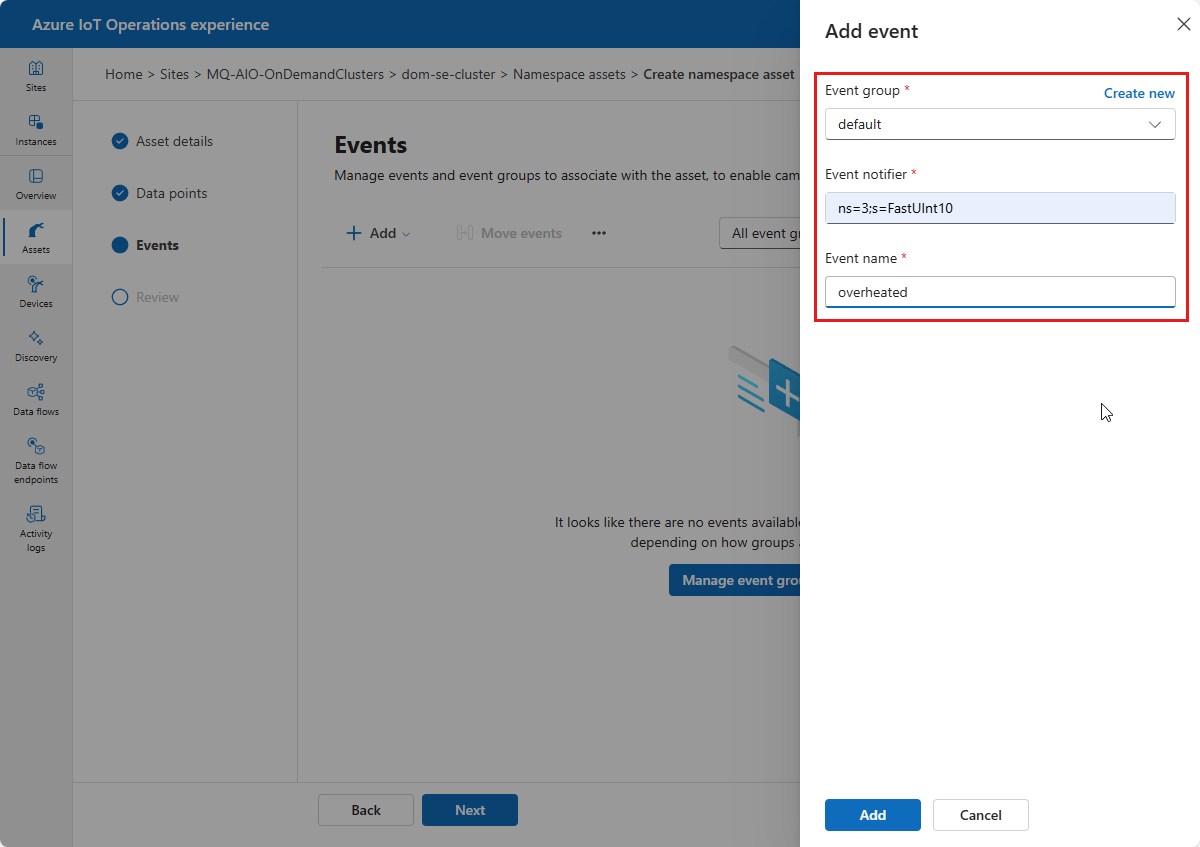 Azure IoT Operations experience
Sites
Instances
Overview
Assets
Devices
Discovery
Data flows
Data flow
endpoints
Activity
logs
Home > Sites > MQ-AIO-OnDemandClusters > dom-se-cluster > Namespace assets > Create namespace asset
Asset details
Data points
Events
Review
Events
Manage events and event groups to associate with the asset, to enable cam
Add
Move events
All event gr
It looks like there are no events available
depending on how groups a
Manage event grou
Back
Next
Add event
Event group *
Create new
default
Event notifier *
ns=3;s=FastUInt10
Event name *
overheated
Add
Cancel